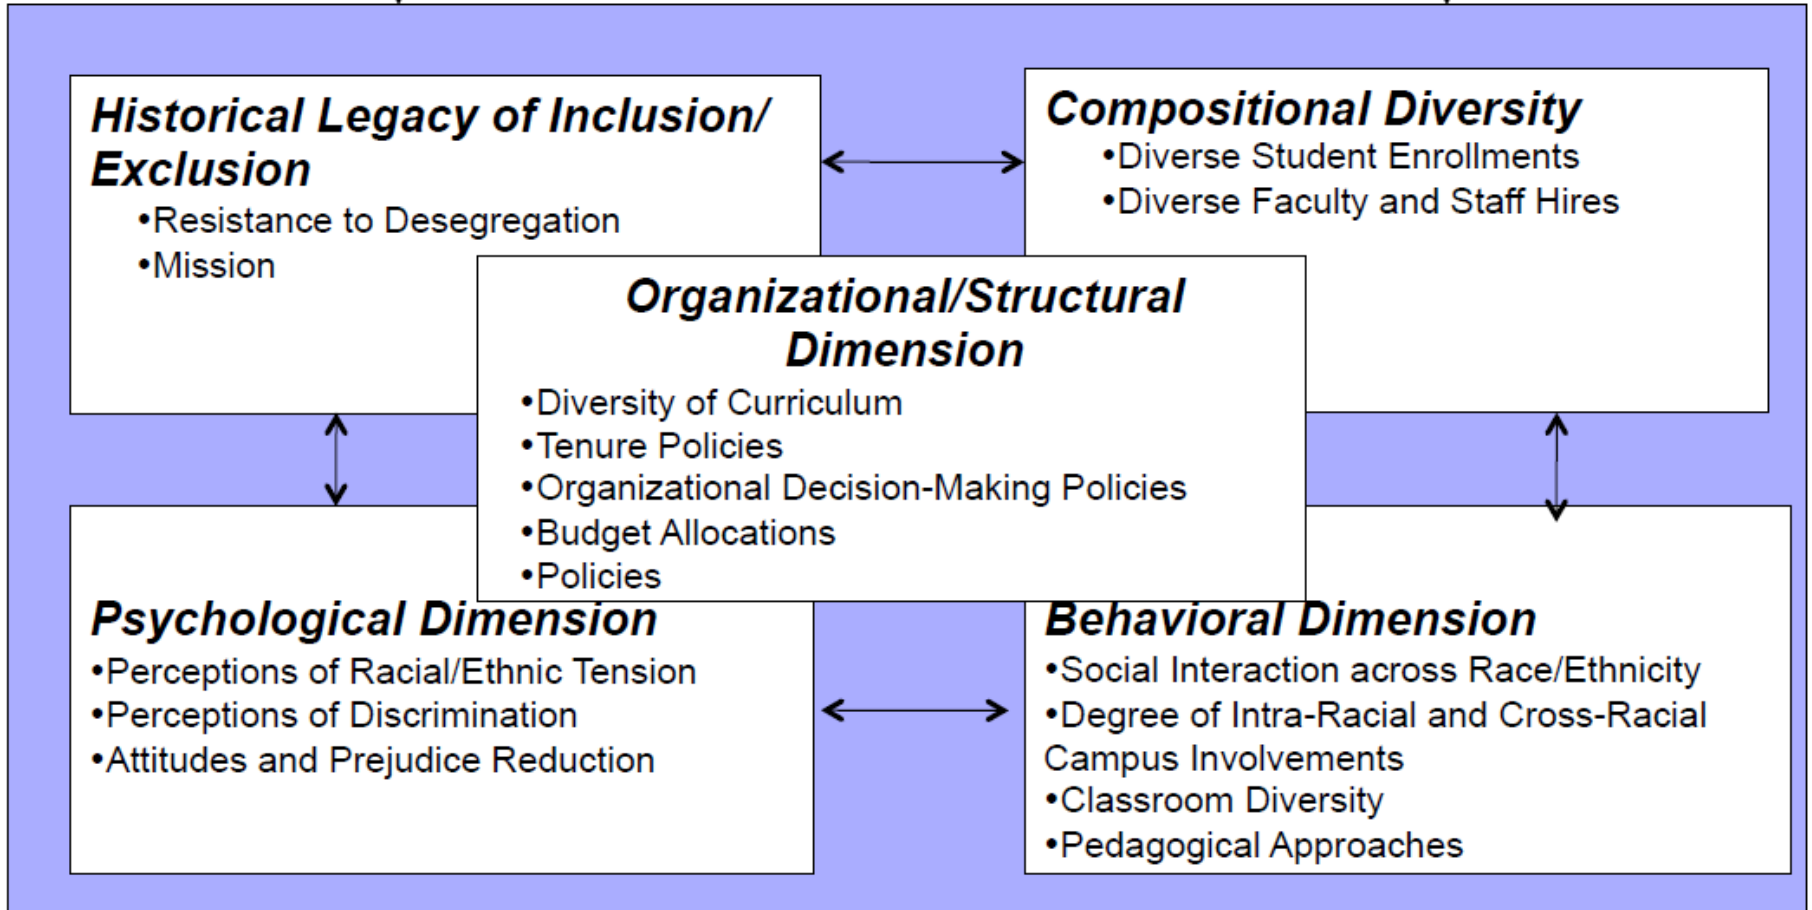 Historical Legacy of Inclusion/
Exclusion
•Resistance to Desegregation
•Mission
Compositional Diversity
•Diverse Student Enrollments
•Diverse Faculty and Staff Hires
Organizational/Structural
Dimension
•Diversity of Curriculum
•Tenure Policies
•Organizational Decision-Making Policies
•Budget Allocations
•Policies
Psychological Dimension
•Perceptions of Racial/Ethnic Tension
•Perceptions of Discrimination
•Attitudes and Prejudice Reduction
Behavioral Dimension
•Social Interaction across Race/Ethnicity
•Degree of Intra-Racial and Cross-Racial
Campus Involvements
•Classroom Diversity
•Pedagogical Approaches